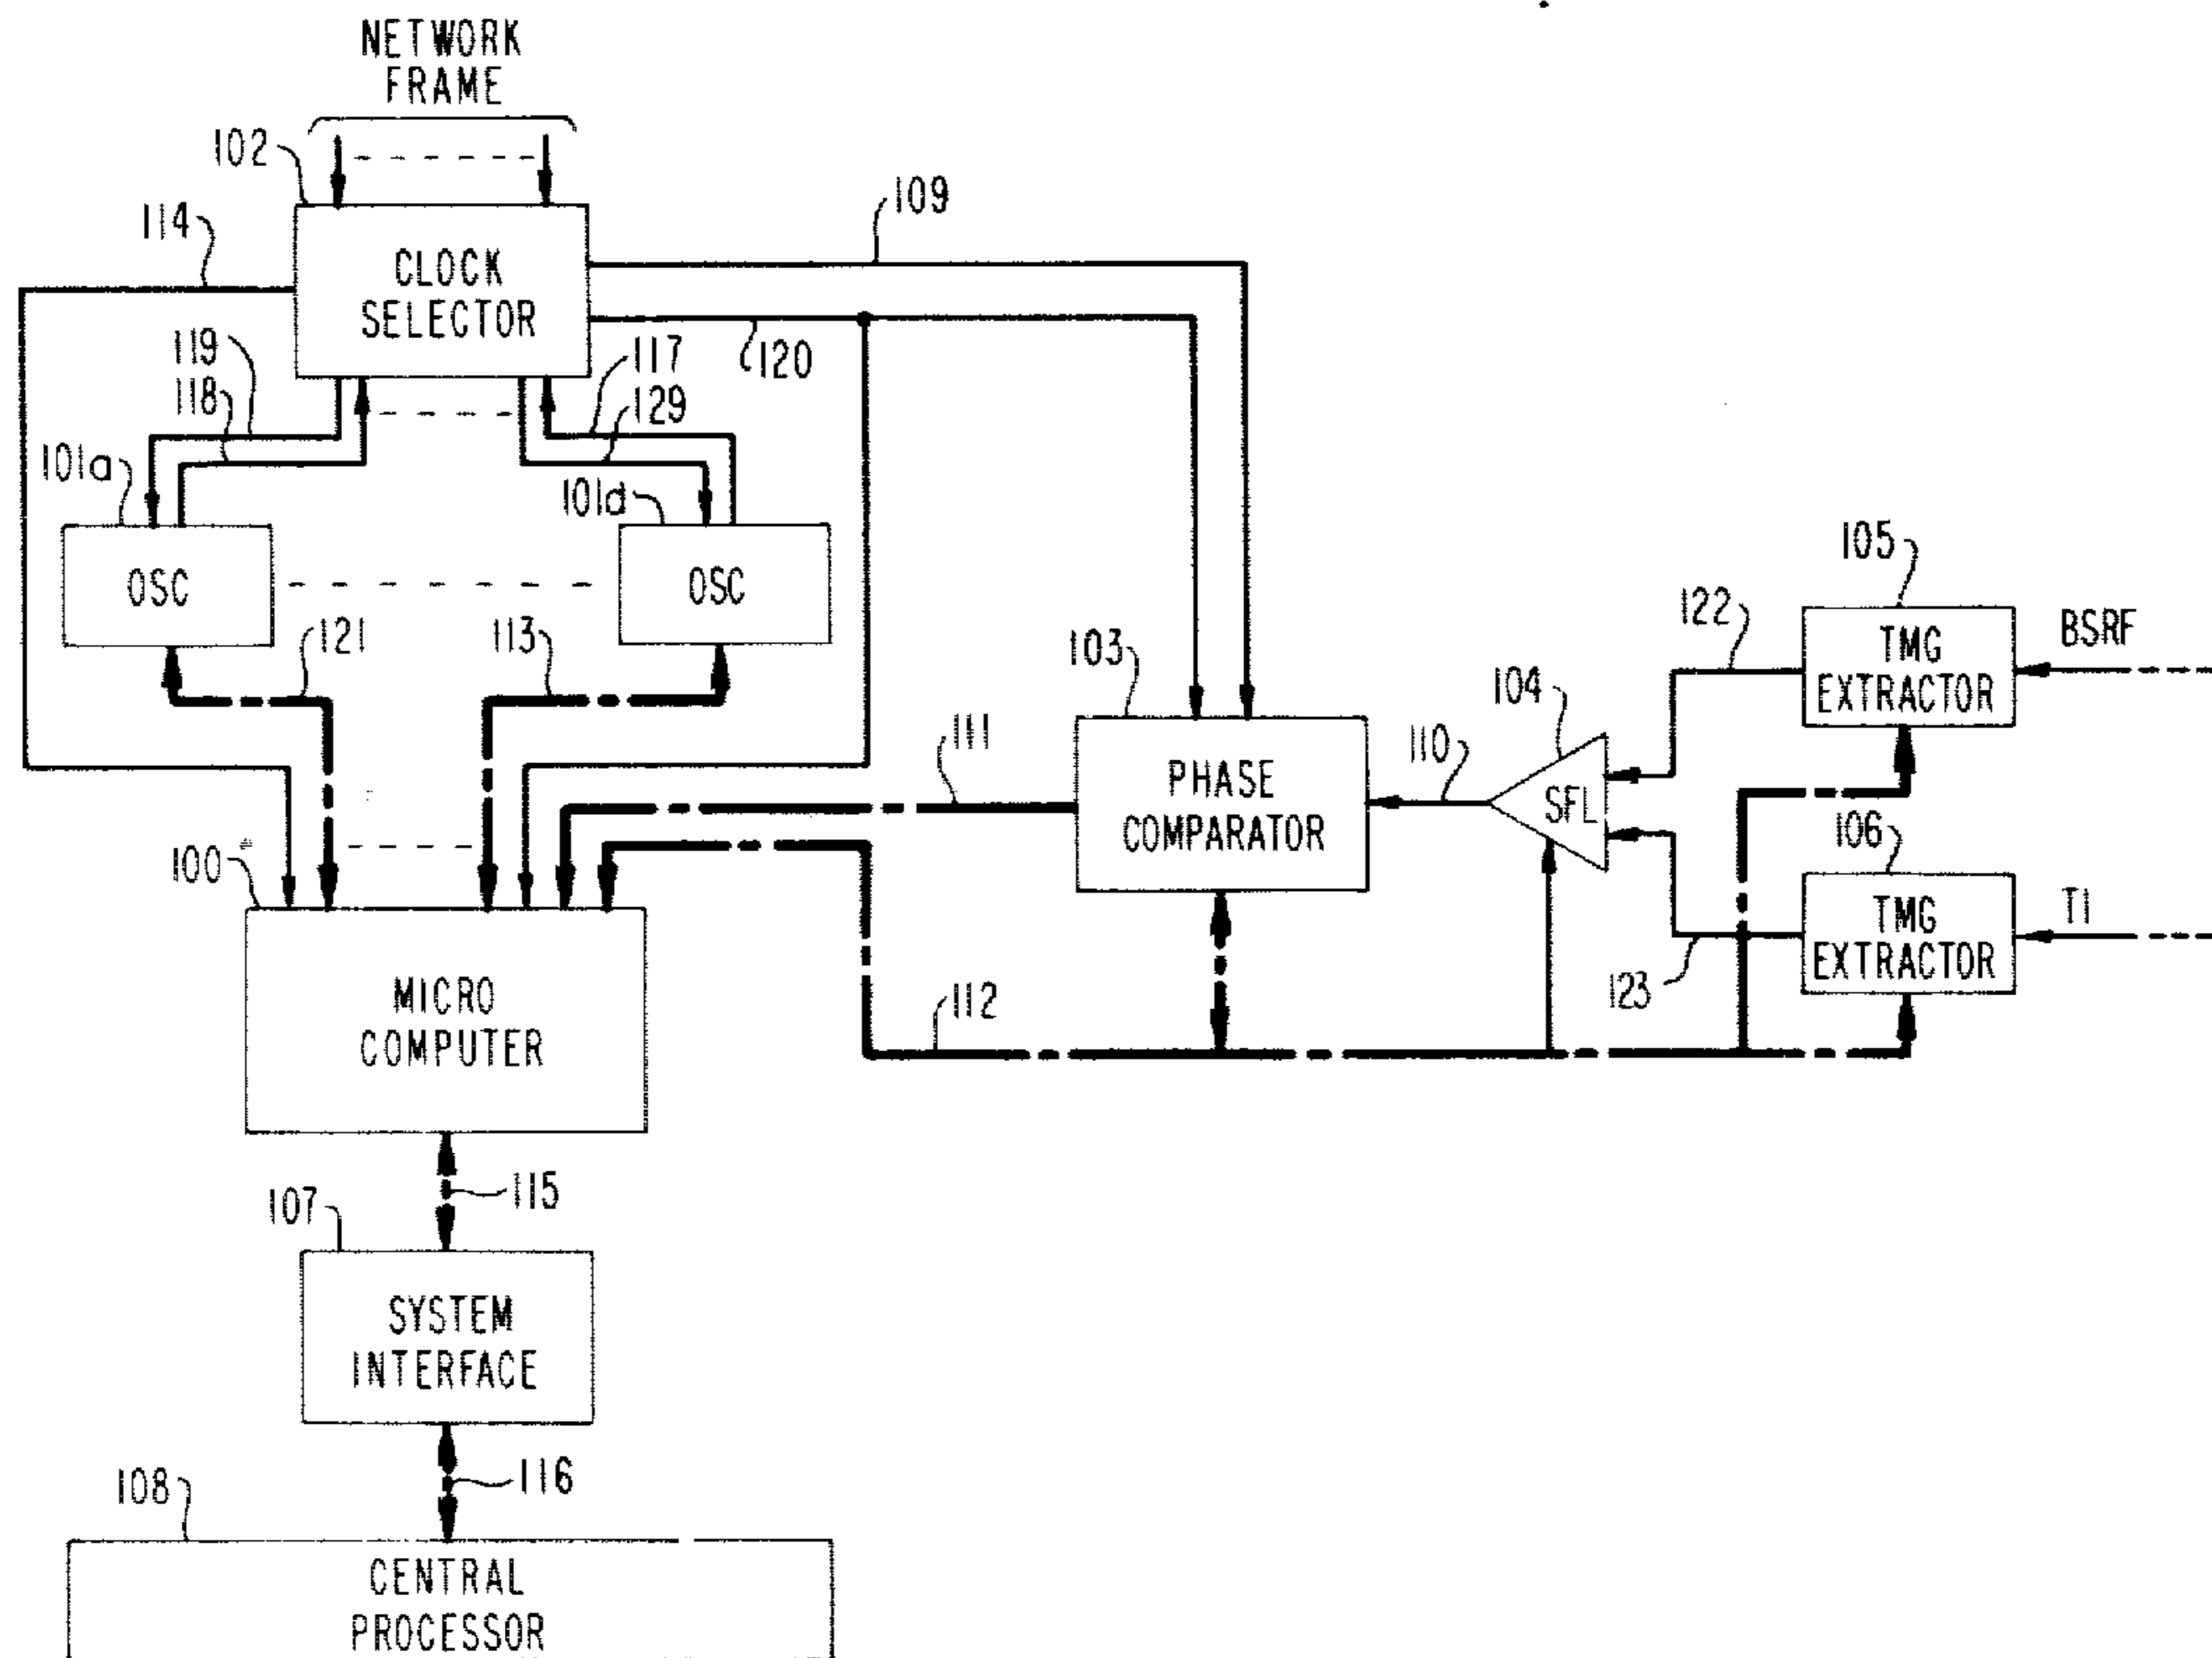 NETWORK
FRAME
102
114
109
CLOCK
SELECTOR
119
118
117
129
120
101a
101d
OSC
OSC
105
122
BSRF
TMG
EXTRACTOR
121
113
103
104
111
110
PHASE
COMPARATOR
SFL
106
100
T1
TMG
EXTRACTOR
123
112
MICRO
COMPUTER
115
107
SYSTEM
INTERFACE
116
108
CENTRAL
PROCESSOR